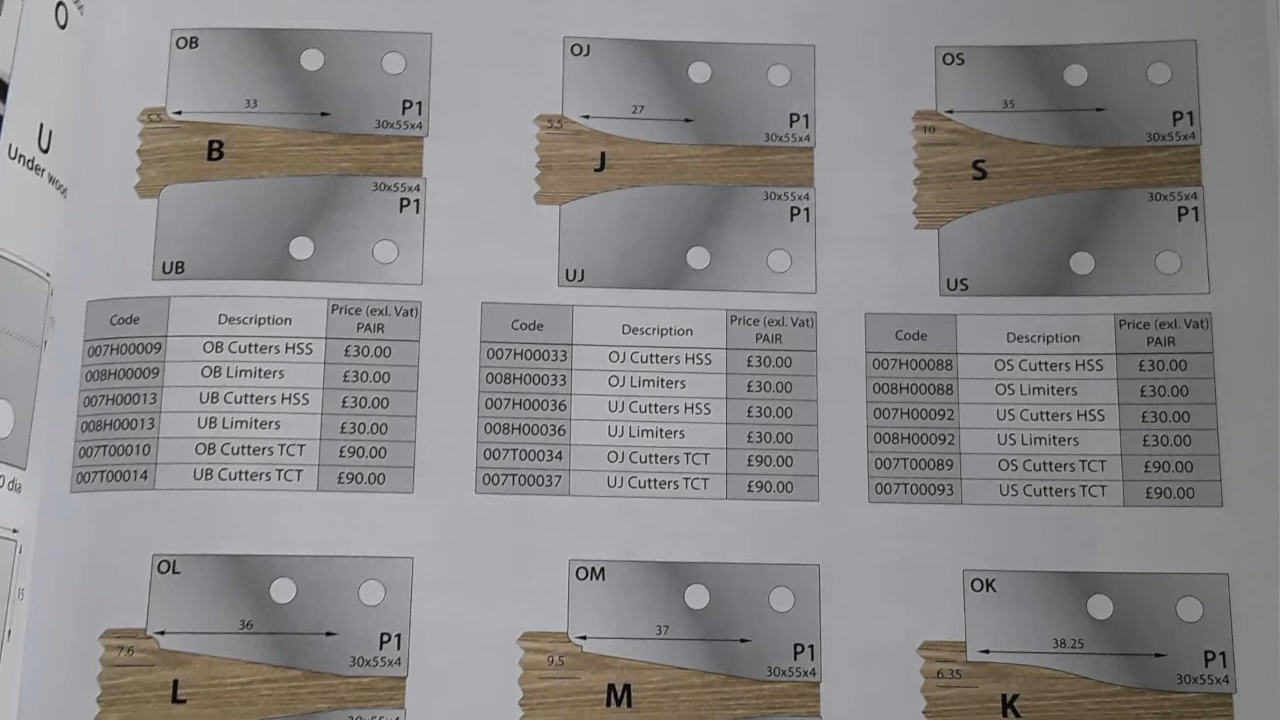 O
U
Under wood
OB
33
5.5
P1
30x55x4
B
30x55x4
P1
UB
OJ
27
5.5
P1
30x55x4
J
30x55x4
P1
UJ
OS
35
10
P1
30x55x4
S
30x55x4
P1
US
Code Description Price (exl. Vat) PAIR
007H00009 OB Cutters HSS £30.00
008H00009 OB Limiters £30.00
007H00013 UB Cutters HSS £30.00
008H00013 UB Limiters £30.00
007T00010 OB Cutters TCT £90.00
007T00014 UB Cutters TCT £90.00
Code Description Price (exl. Vat) PAIR
007H00033 OJ Cutters HSS £30.00
008H00033 OJ Limiters £30.00
007H00036 UJ Cutters HSS £30.00
008H00036 UJ Limiters £30.00
007T00034 OJ Cutters TCT £90.00
007T00037 UJ Cutters TCT £90.00
Code Description Price (exl. Vat) PAIR
007H00088 OS Cutters HSS £30.00
008H00088 OS Limiters £30.00
007H00092 US Cutters HSS £30.00
008H00092 US Limiters £30.00
007T00089 OS Cutters TCT £90.00
007T00093 US Cutters TCT £90.00
0 dia
15
OL
36
7.6
P1
30x55x4
L
OM
37
9.5
P1
30x55x4
M
OK
38.25
6.35
P1
30x55x4
K